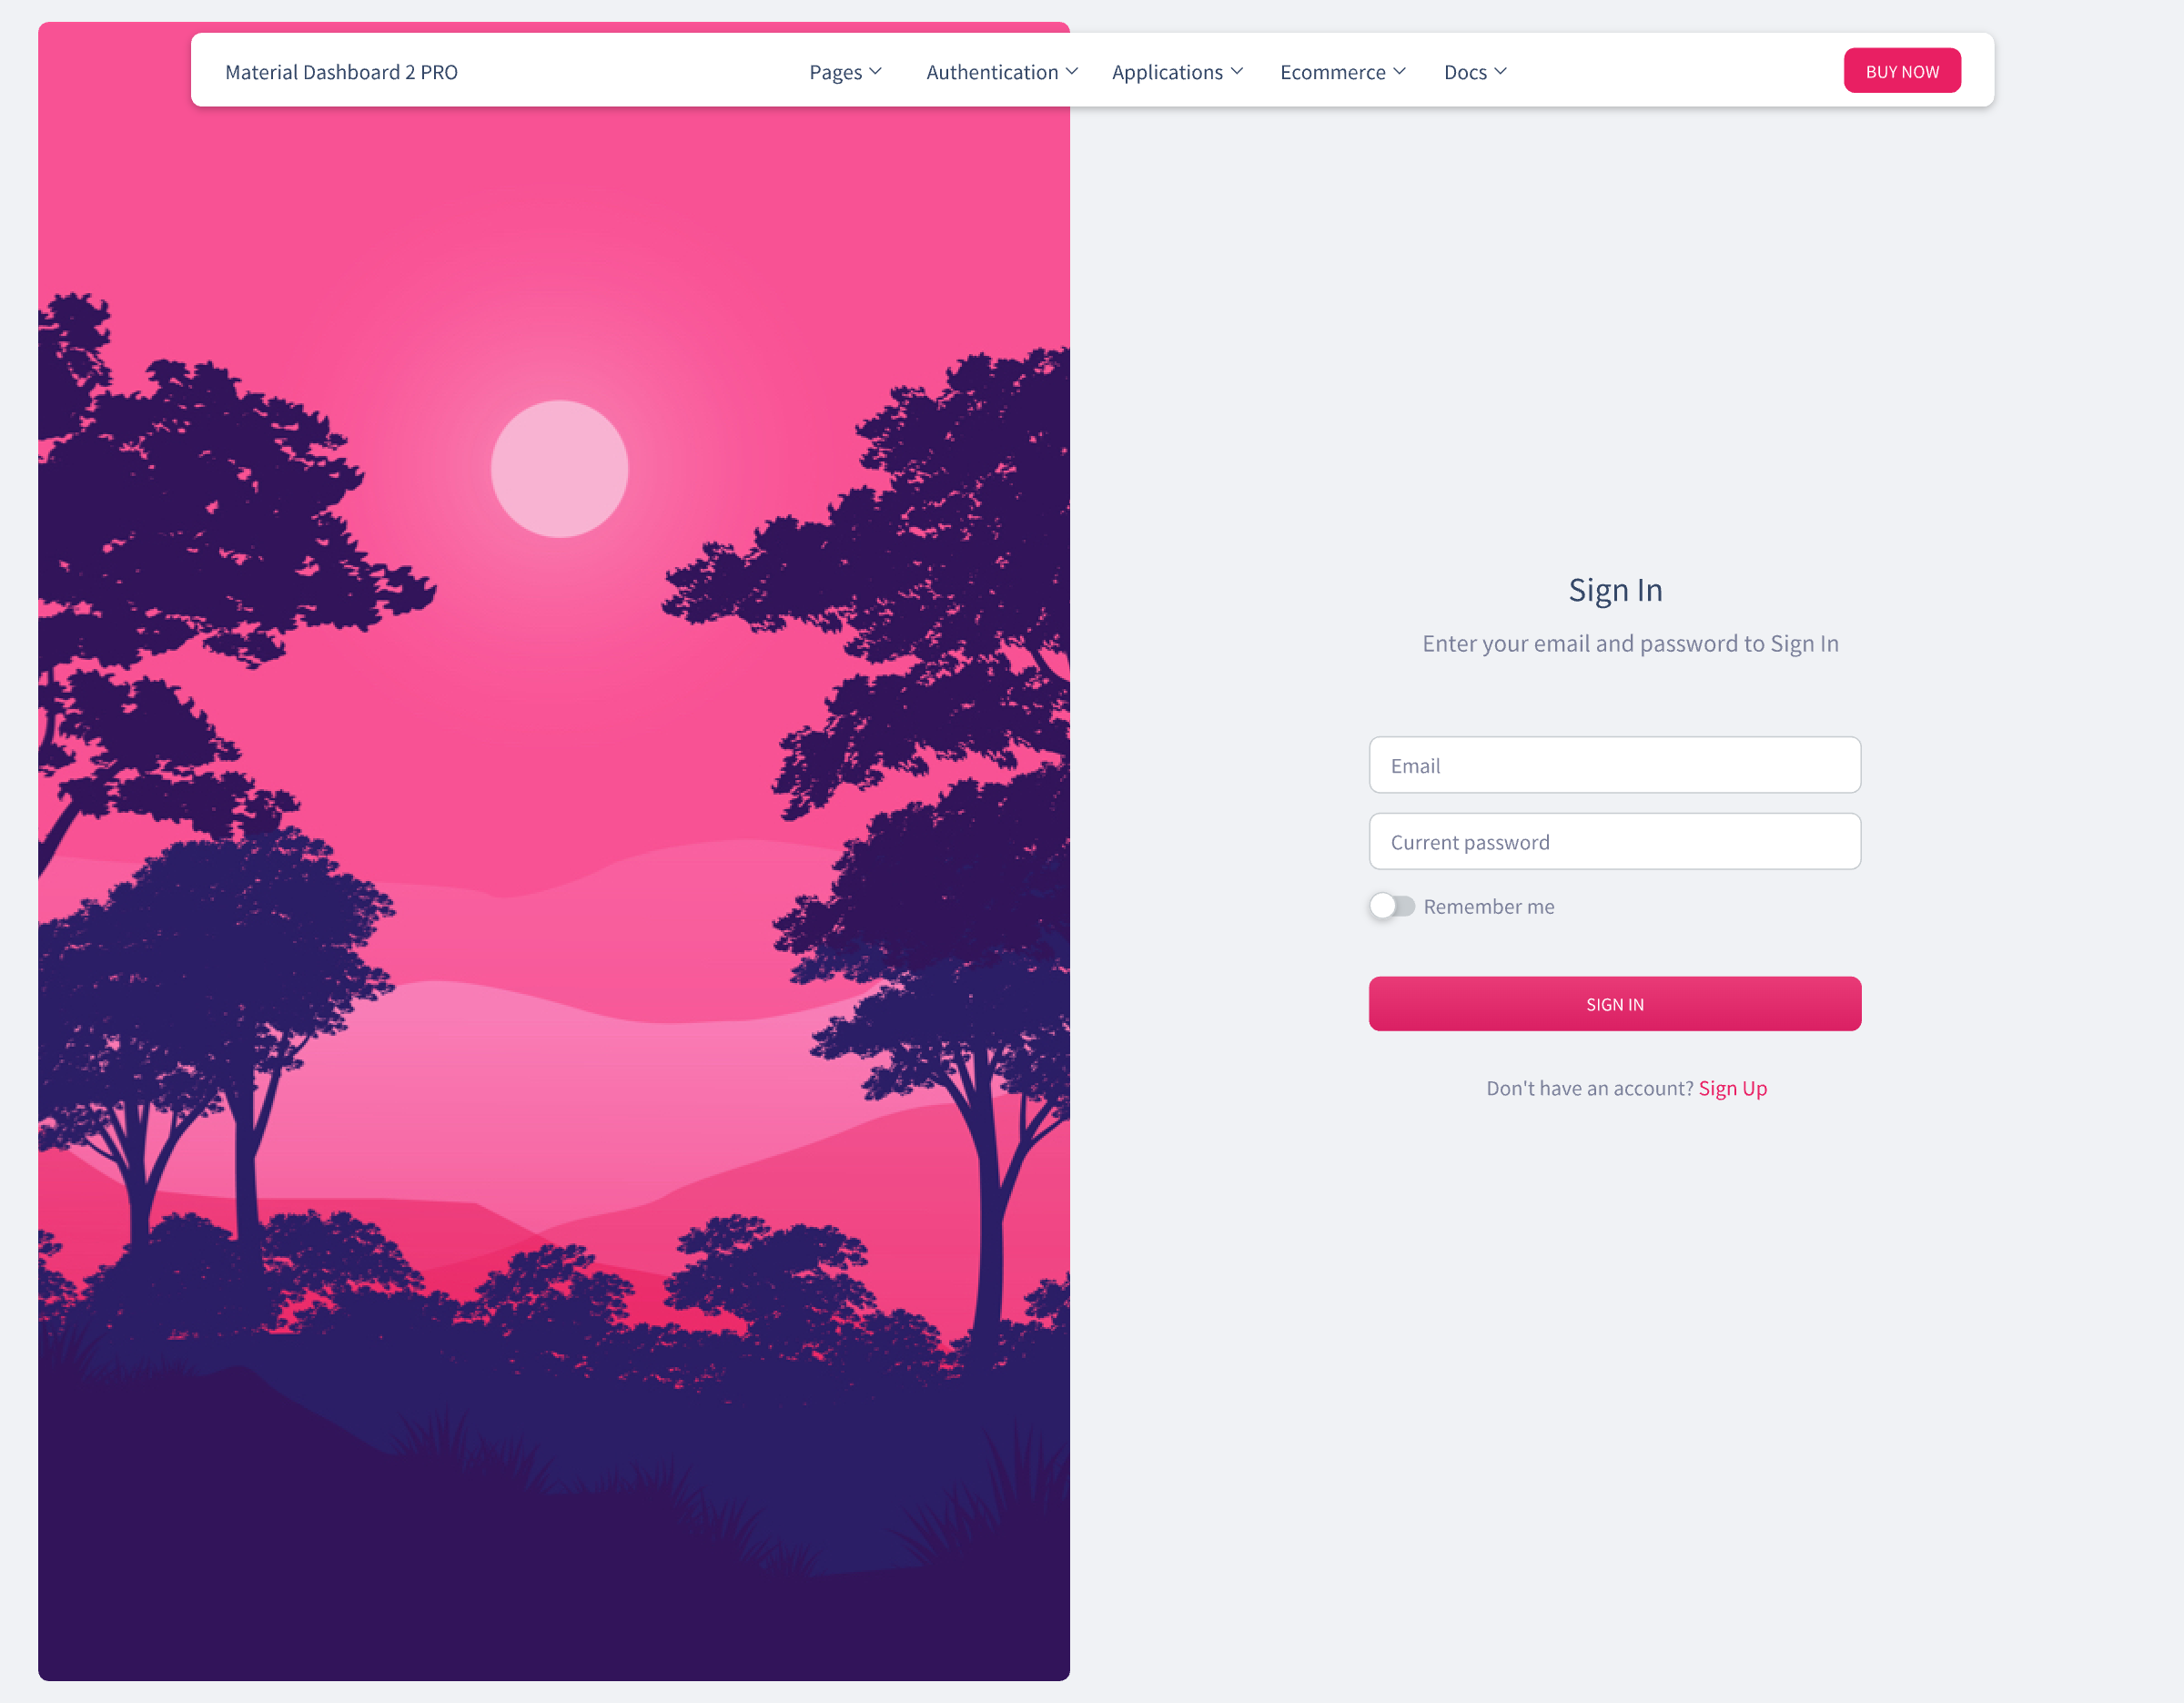 Material Dashboard 2 PRO Pages Authentication Applications Ecommerce Docs BUY NOW
Sign In
Enter your email and password to Sign In
Email
Current password
Remember me
SIGN IN
Don't have an account? Sign Up